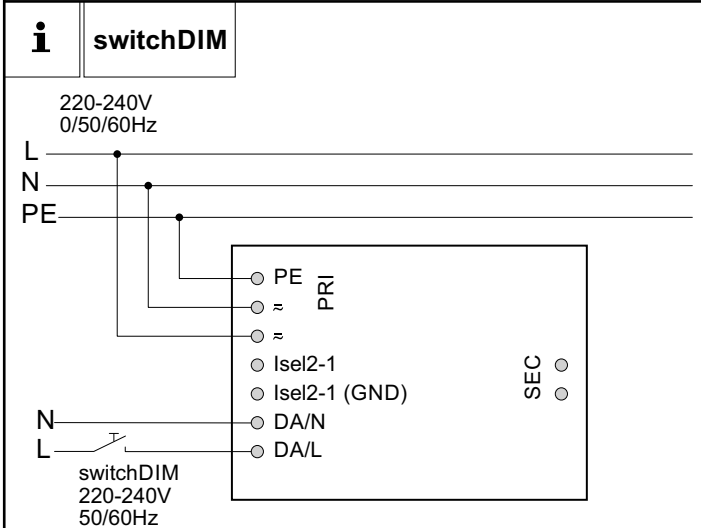 i
switchDIM
220-240V
0/50/60Hz
L
N
PE
PE
PRI
≂
≂
Isel2-1
Isel2-1 (GND)
SEC
N
DA/N
L
DA/L
switchDIM
220-240V
50/60Hz